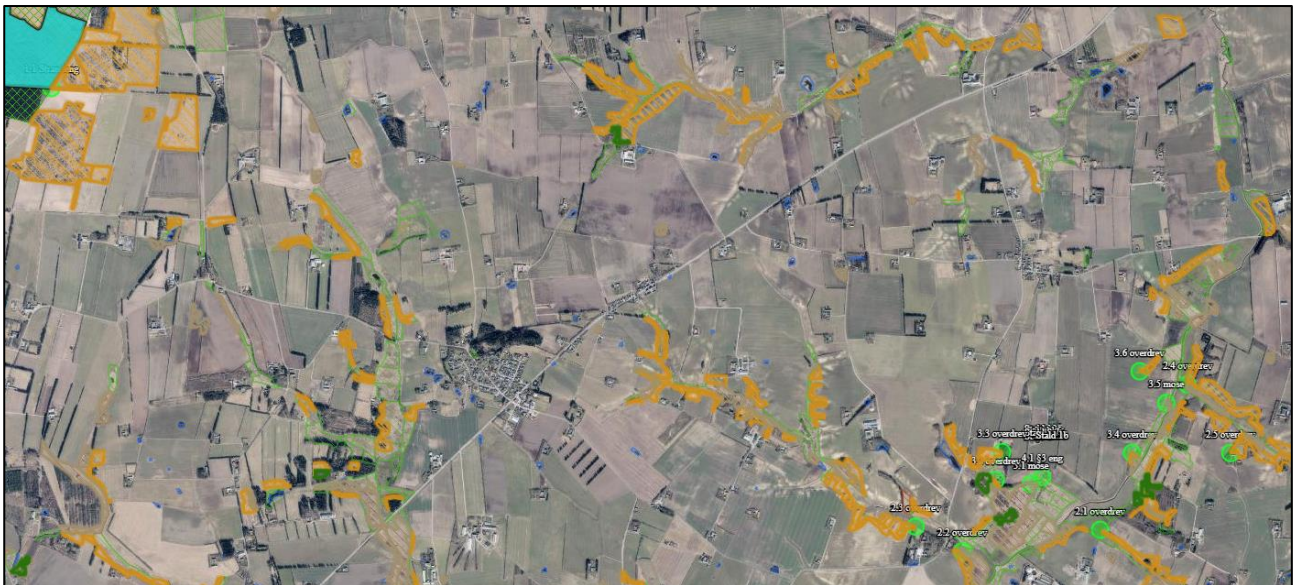 3.6 overdrev
2.4 overdrev
3.5 mose
3.3 overdrev
Stald 1b
3.4 overdrev
2.5
4.1 §3 eng
3.1 mose
2.3 overdrev
2.1 overdrev
2.2 overdrev